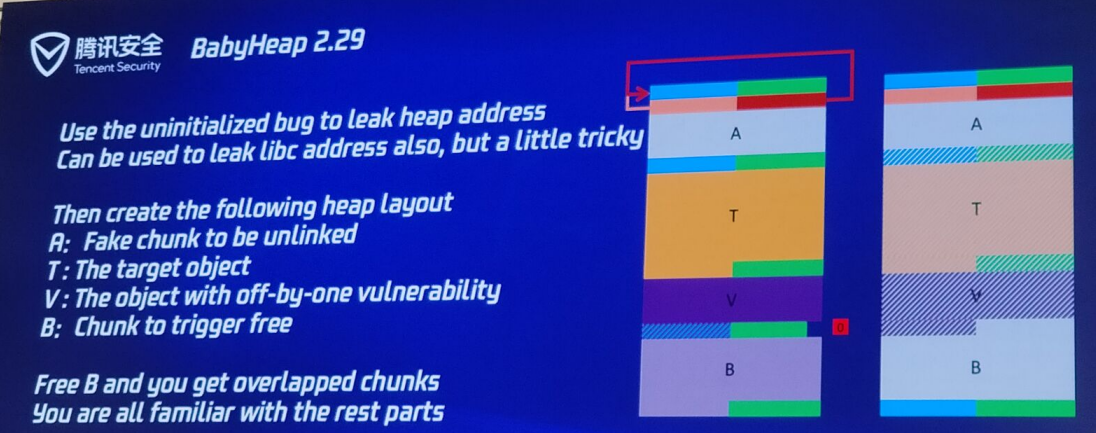 腾讯安全
Tencent Security
BabyHeap 2.29
Use the uninitialized bug to leak heap address
Can be used to leak libc address also, but a little tricky
Then create the following heap layout
A: Fake chunk to be unlinked
T: The target object
V: The object with off-by-one vulnerability
B: Chunk to trigger free
Free B and you get overlapped chunks
You are all familiar with the rest parts
A
T
V
0
B
A
T
V
B